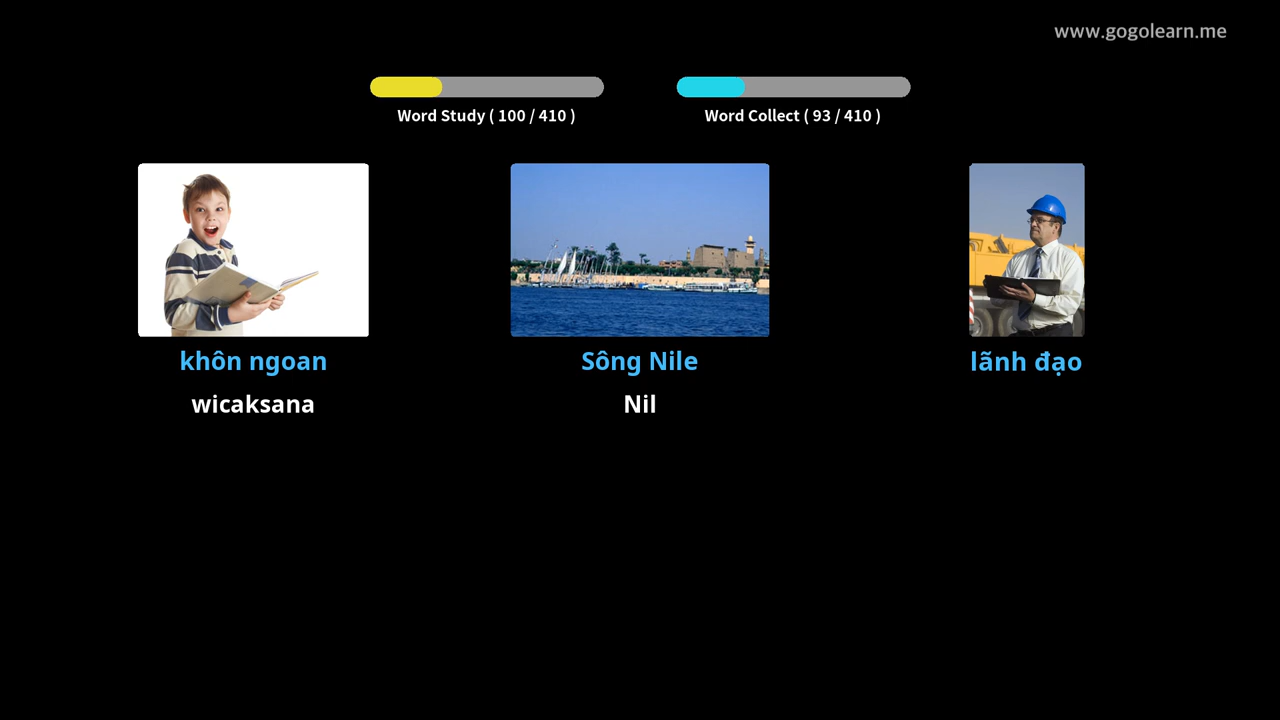 www.gogolearn.me
Word Study ( 100 / 410 )
Word Collect ( 93 / 410 )
khôn ngoan
Sông Nile
lãnh đạo
wicaksana
Nil